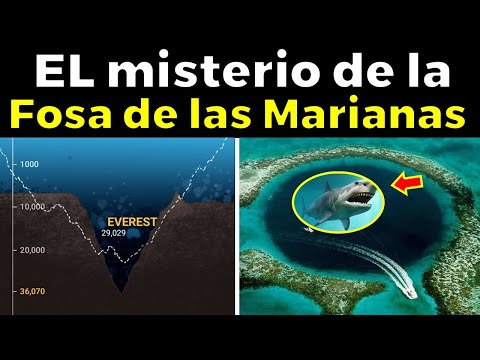 EL misterio de la
Fosa de las Marianas
1000
10,000
EVEREST
29,029
20,000
36,070